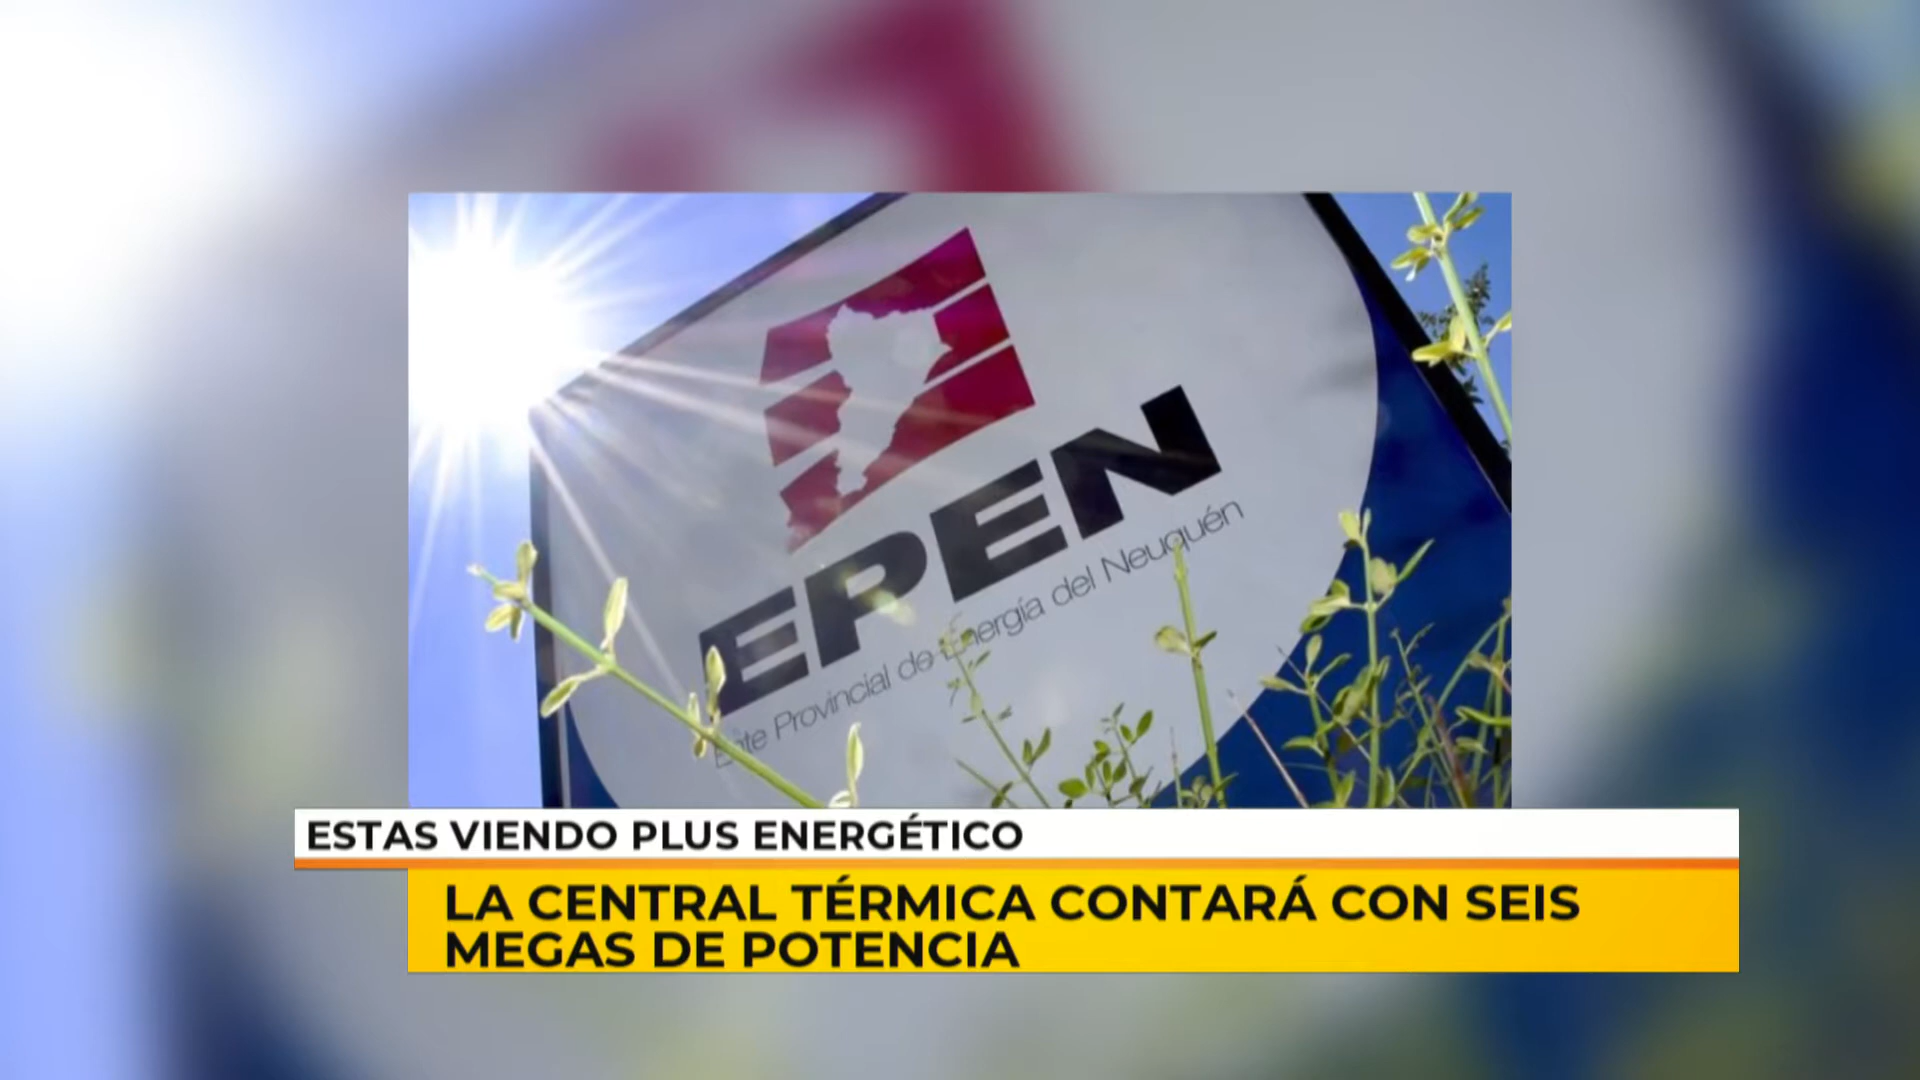 EPEN
Ente Provincial de Energía del Neuquén
ESTAS VIENDO PLUS ENERGÉTICO
LA CENTRAL TÉRMICA CONTARÁ CON SEIS
MEGAS DE POTENCIA